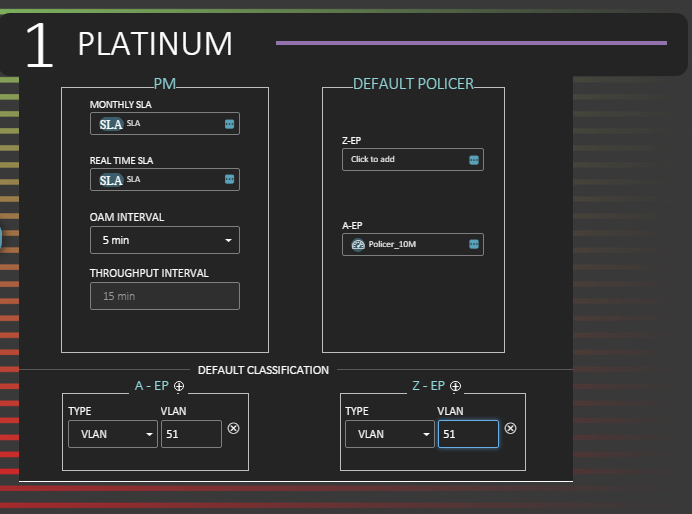 1 PLATINUM
PM
MONTHLY SLA
SLA SLA
REAL TIME SLA
SLA SLA
OAM INTERVAL
5 min
THROUGHPUT INTERVAL
15 min
DEFAULT POLICER
Z-EP
Click to add
A-EP
Policer_10M
DEFAULT CLASSIFICATION
A - EP
TYPE VLAN
VLAN 51
Z - EP
TYPE VLAN
VLAN 51